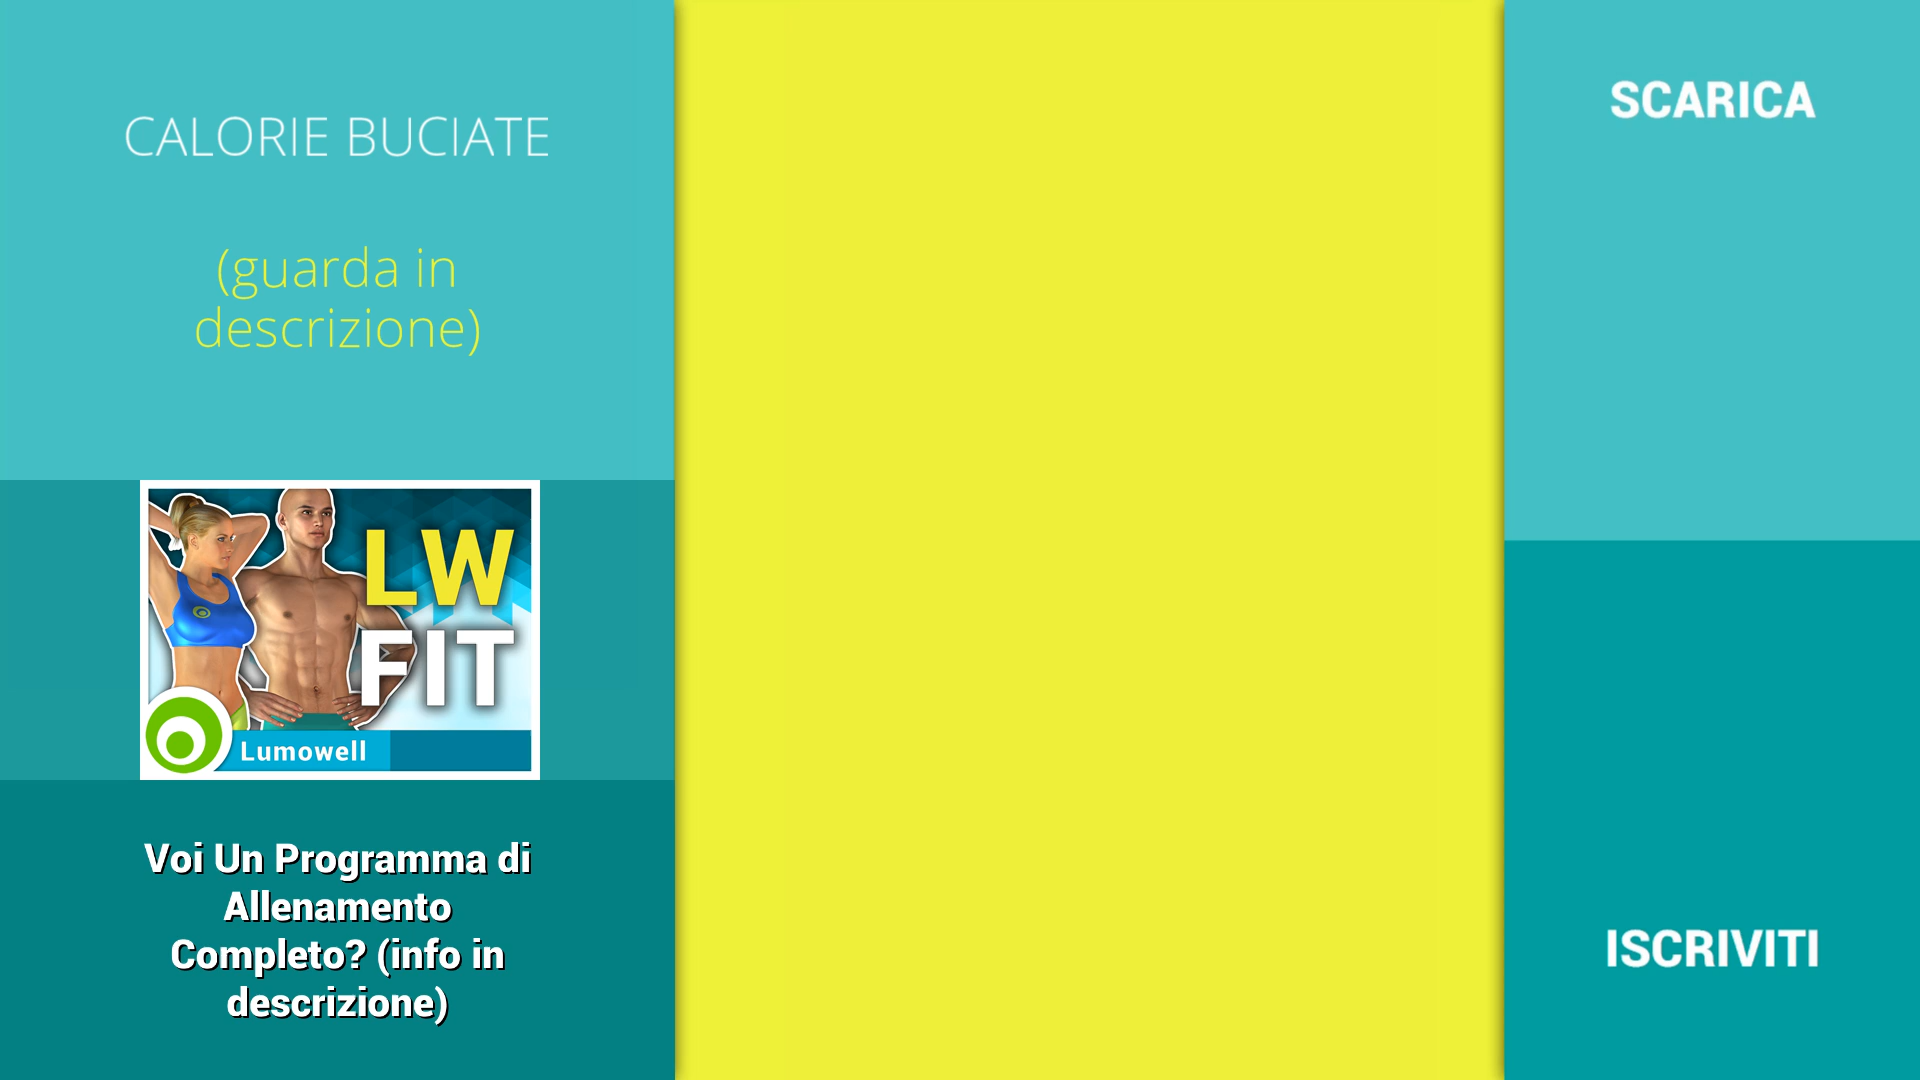 CALORIE BUCIATE
(guarda in
descrizione)
LW
FIT
Lumowell
Voi Un Programma di
Allenamento
Completo? (info in
descrizione)
SCARICA
ISCRIVITI